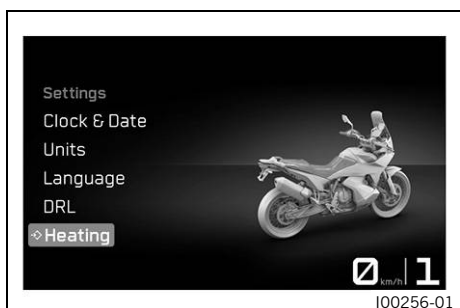 Settings
Clock & Date
Units
Language
DRL
Heating
0 km/h 1
I00256-01